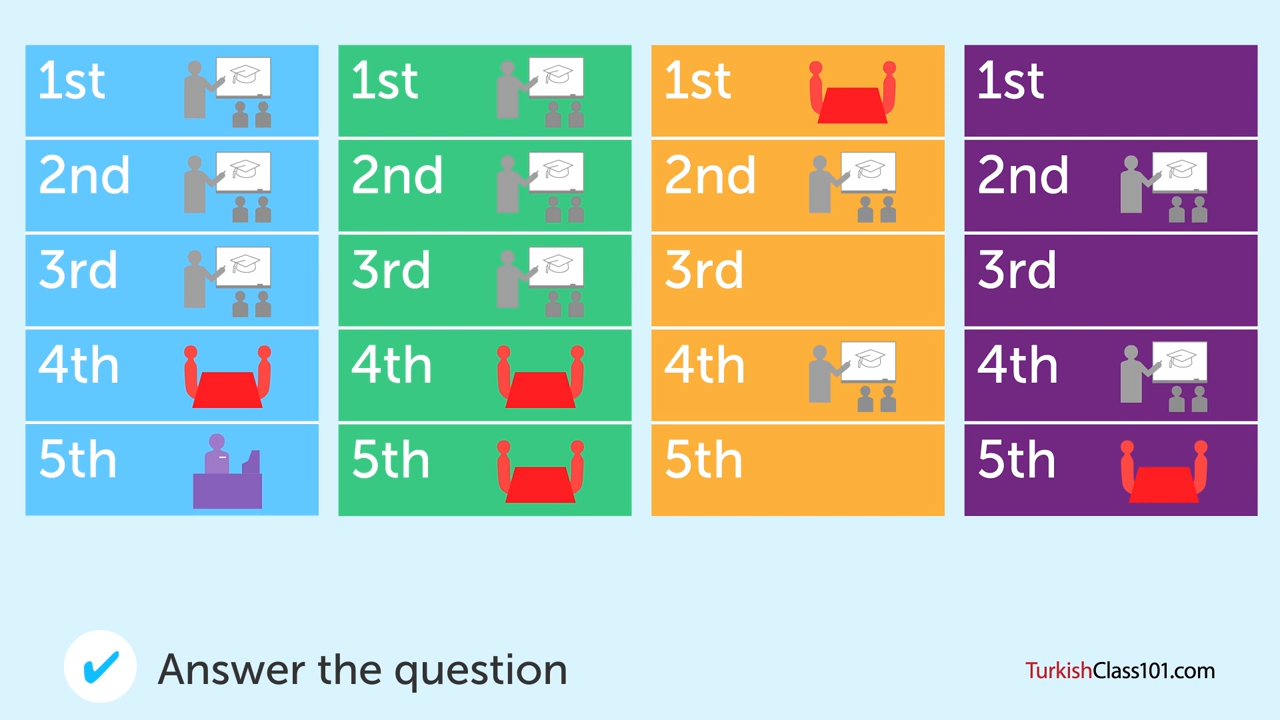 1st
2nd
3rd
4th
5th
1st
2nd
3rd
4th
5th
1st
2nd
3rd
4th
5th
1st
2nd
3rd
4th
5th
Answer the question
TurkishClass101.com